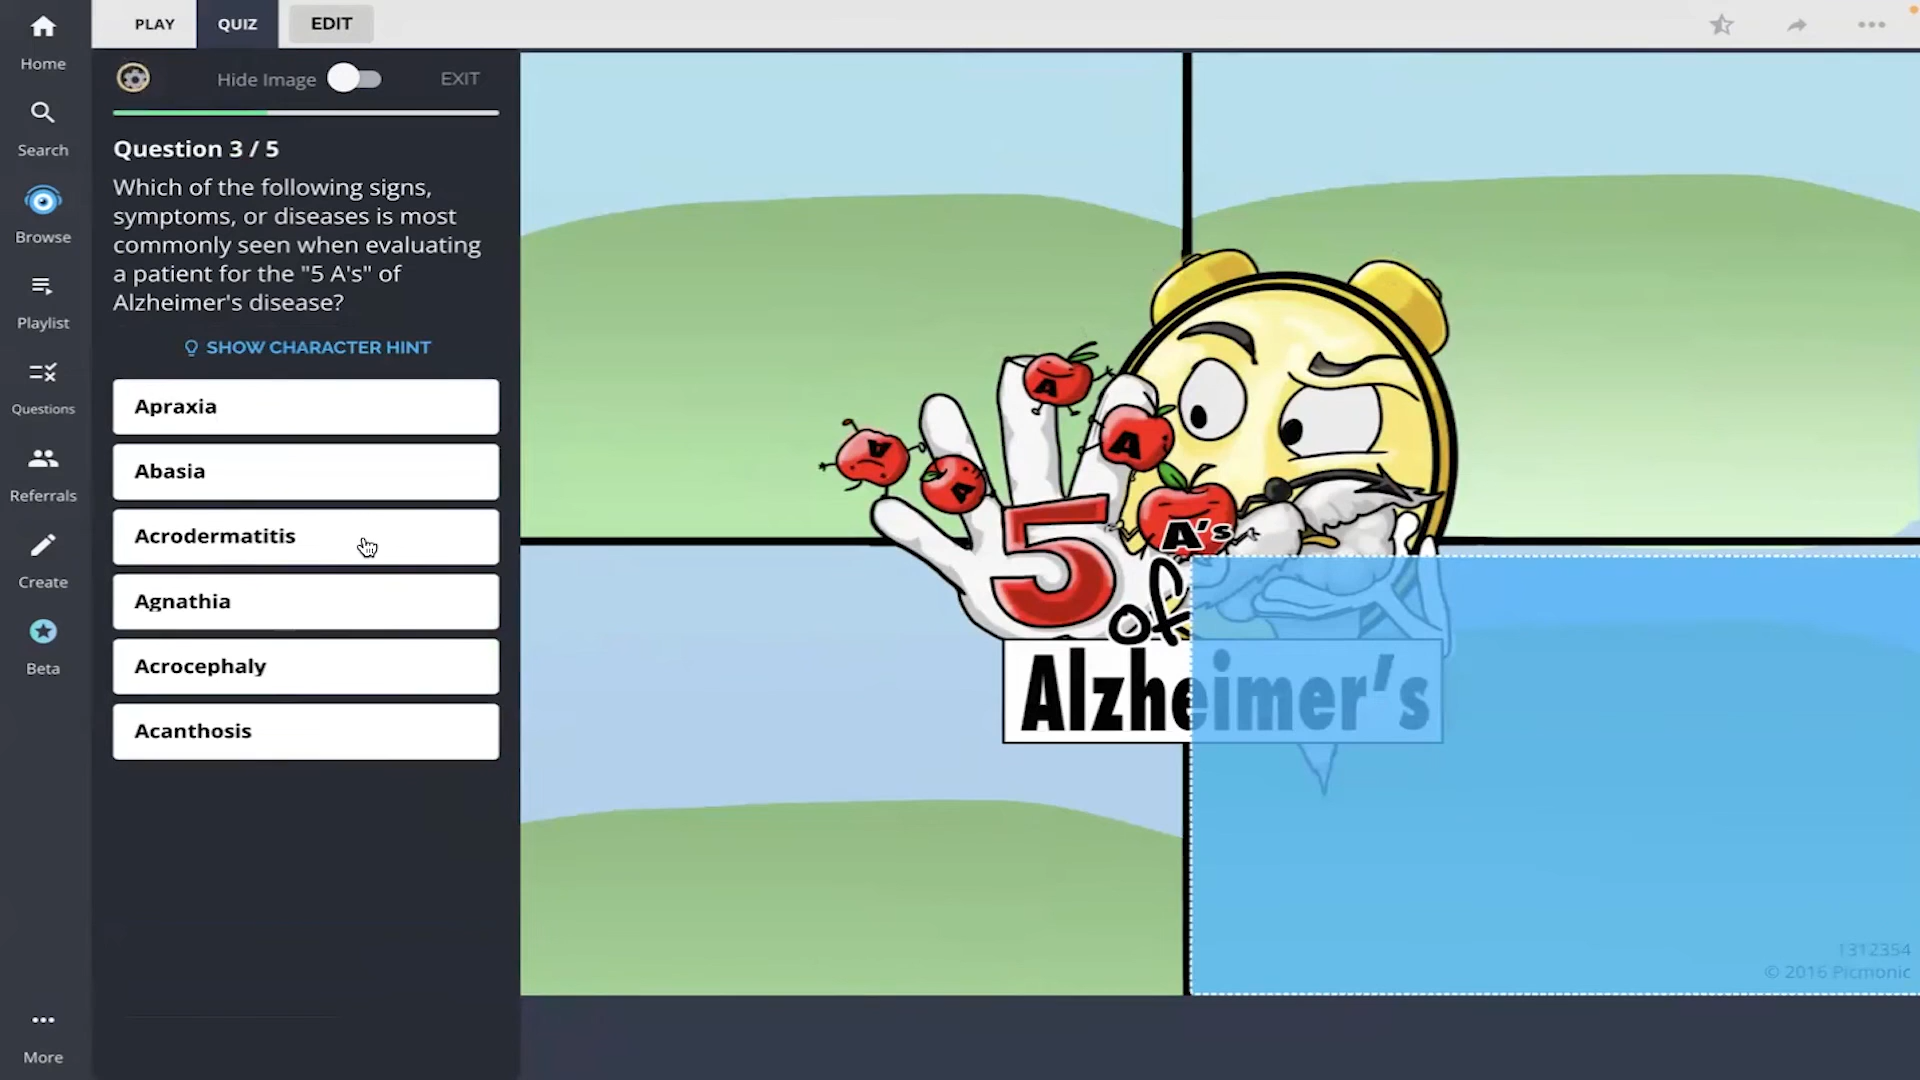 PLAY
QUIZ
EDIT
Home
Search
Browse
Playlist
Questions
Referrals
Create
Beta
More
Hide Image
EXIT
Question 3 / 5
Which of the following signs,
symptoms, or diseases is most
commonly seen when evaluating
a patient for the "5 A's" of
Alzheimer's disease?
SHOW CHARACTER HINT
Apraxia
Abasia
Acrodermatitis
Agnathia
Acrocephaly
Acanthosis
A
A
A
A
5
A's
of
Alzheimer's
1312354
© 2016 Picmonic